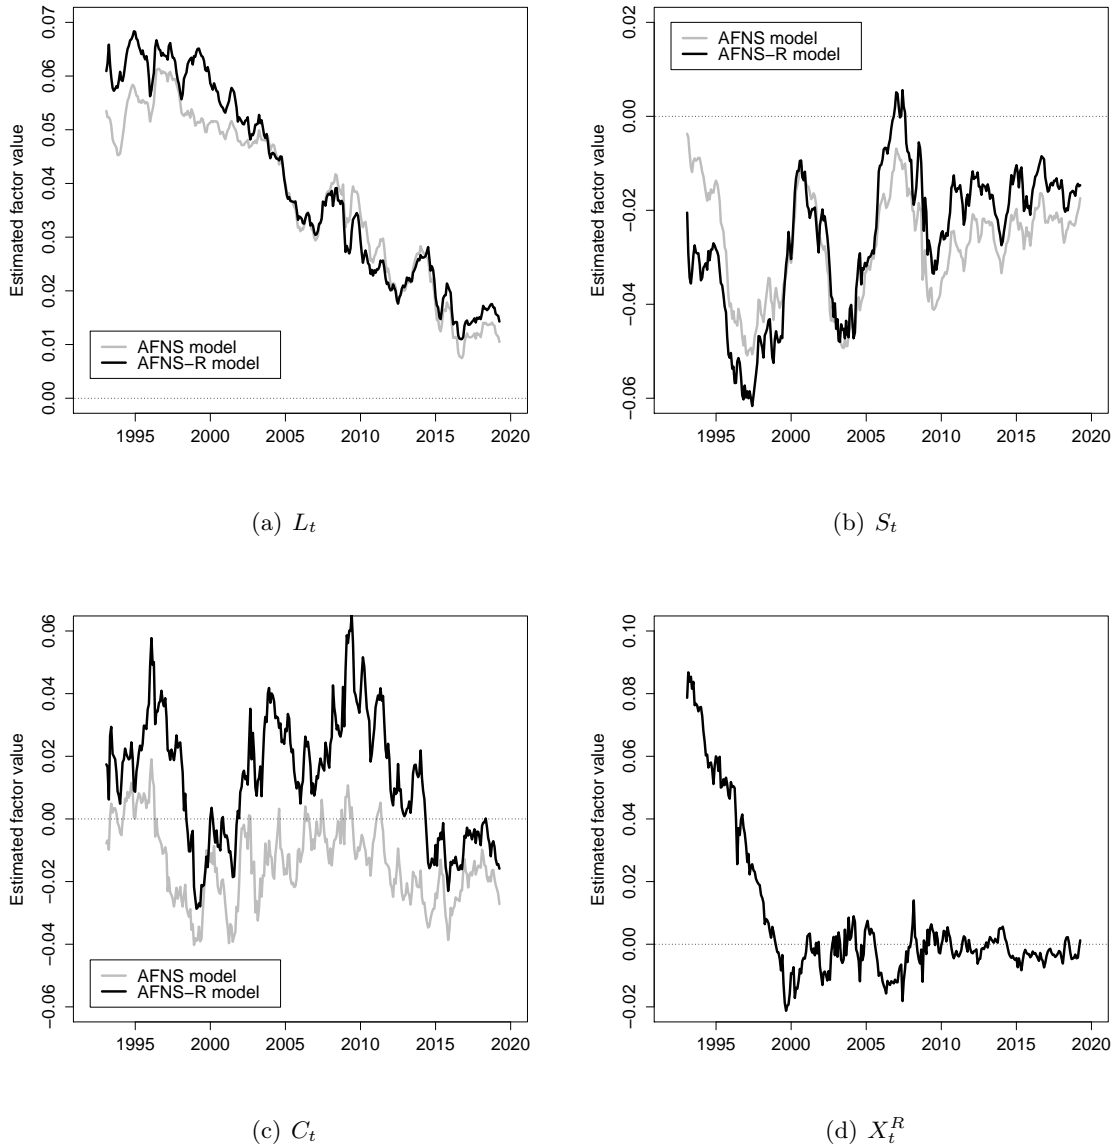 Estimated factor value
0.00 0.01 0.02 0.03 0.04 0.05 0.06 0.07
AFNS model
AFNS−R model
1995 2000 2005 2010 2015 2020
(a) L_t
Estimated factor value
−0.06 −0.04 −0.02 0.00 0.02
AFNS model
AFNS−R model
1995 2000 2005 2010 2015 2020
(b) S_t
Estimated factor value
−0.06 −0.04 −0.02 0.00 0.02 0.04 0.06
AFNS model
AFNS−R model
1995 2000 2005 2010 2015 2020
(c) C_t
Estimated factor value
−0.02 0.00 0.02 0.04 0.06 0.08 0.10
1995 2000 2005 2010 2015 2020
(d) X_t^R